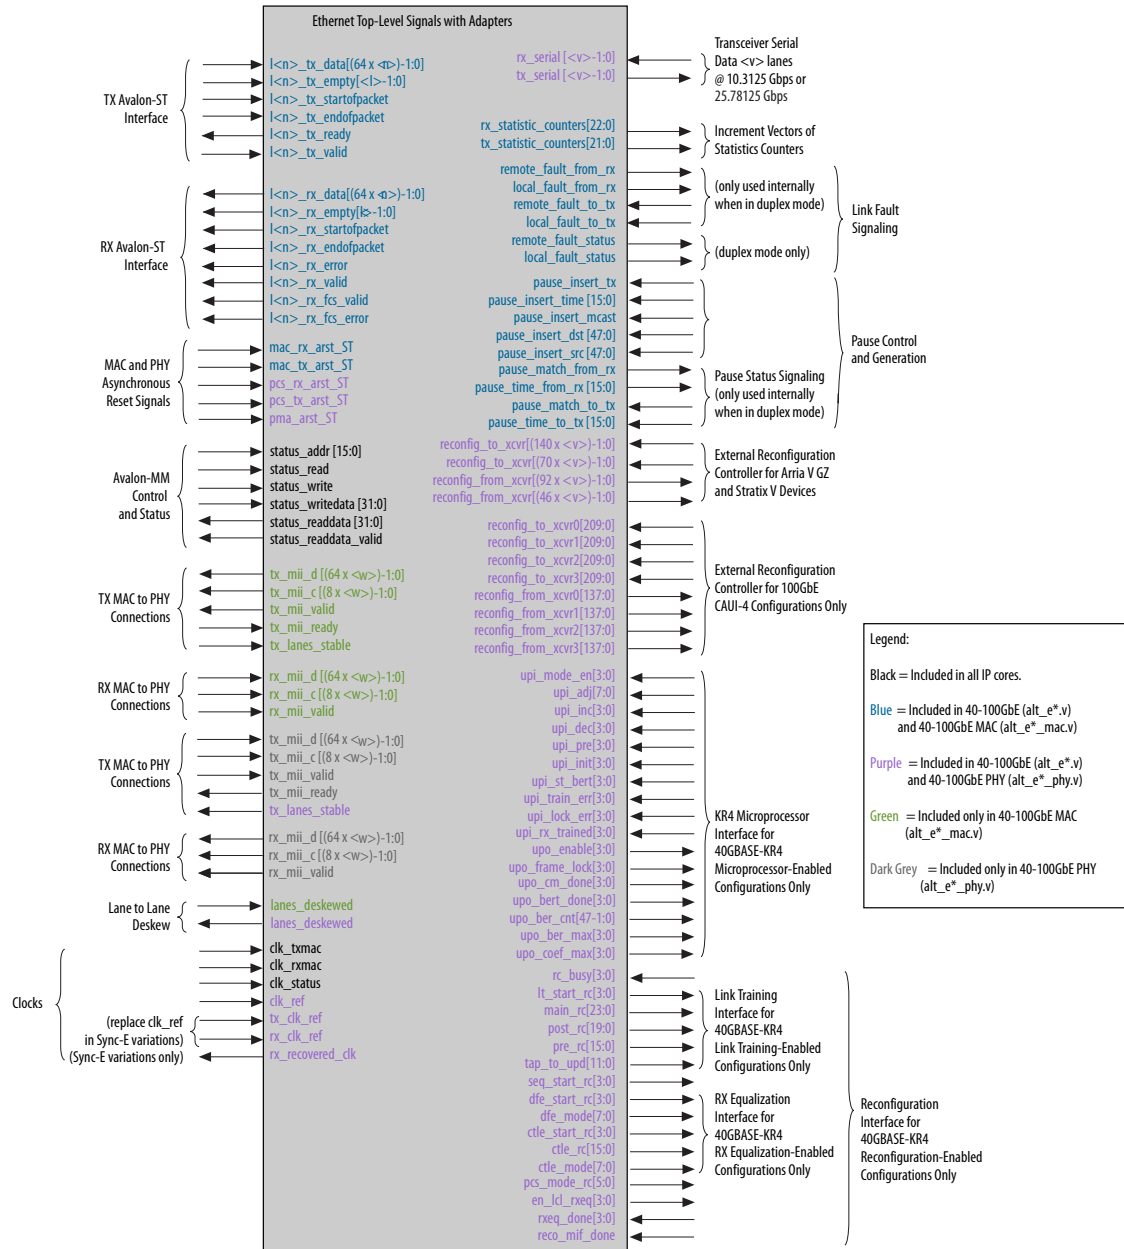 Ethernet Top-Level Signals with Adapters
TX Avalon-ST
Interface
l<n>_tx_data[(64 x <n>)-1:0]
l<n>_tx_empty[<l>-1:0]
l<n>_tx_startofpacket
l<n>_tx_endofpacket
l<n>_tx_ready
l<n>_tx_valid
RX Avalon-ST
Interface
l<n>_rx_data[(64 x <n>)-1:0]
l<n>_rx_empty[<l>-1:0]
l<n>_rx_startofpacket
l<n>_rx_endofpacket
l<n>_rx_error
l<n>_rx_valid
l<n>_rx_fcs_valid
l<n>_rx_fcs_error
MAC and PHY
Asynchronous
Reset Signals
mac_rx_arst_ST
mac_tx_arst_ST
pcs_rx_arst_ST
pcs_tx_arst_ST
pma_arst_ST
Avalon-MM
Control
and Status
status_addr [15:0]
status_read
status_write
status_writedata [31:0]
status_readdata [31:0]
status_readdata_valid
TX MAC to PHY
Connections
tx_mii_d [(64 x <w>)-1:0]
tx_mii_c [(8 x <w>)-1:0]
tx_mii_valid
tx_mii_ready
tx_lanes_stable
RX MAC to PHY
Connections
rx_mii_d [(64 x <w>)-1:0]
rx_mii_c [(8 x <w>)-1:0]
rx_mii_valid
TX MAC to PHY
Connections
tx_mii_d [(64 x <w>)-1:0]
tx_mii_c [(8 x <w>)-1:0]
tx_mii_valid
tx_mii_ready
tx_lanes_stable
RX MAC to PHY
Connections
rx_mii_d [(64 x <w>)-1:0]
rx_mii_c [(8 x <w>)-1:0]
rx_mii_valid
Lane to Lane
Deskew
lanes_deskewed
lanes_deskewed
Clocks
(replace clk_ref
in Sync-E variations)
(Sync-E variations only)
clk_txmac
clk_rxmac
clk_status
clk_ref
tx_clk_ref
rx_clk_ref
rx_recovered_clk
rx_serial [<v>-1:0]
tx_serial [<v>-1:0]
Transceiver Serial
Data <v> lanes
@ 10.3125 Gbps or
25.78125 Gbps
rx_statistic_counters[22:0]
tx_statistic_counters[21:0]
Increment Vectors of
Statistics Counters
remote_fault_from_rx
local_fault_from_rx
remote_fault_to_tx
local_fault_to_tx
remote_fault_status
local_fault_status
(only used internally
when in duplex mode)
(duplex mode only)
Link Fault
Signaling
pause_insert_tx
pause_insert_time [15:0]
pause_insert_mcast
pause_insert_dst [47:0]
pause_insert_src [47:0]
pause_match_from_rx
pause_time_from_rx [15:0]
pause_match_to_tx
pause_time_to_tx [15:0]
Pause Status Signaling
(only used internally
when in duplex mode)
Pause Control
and Generation
reconfig_to_xcvr[(140 x <v>)-1:0]
reconfig_to_xcvr[(70 x <v>)-1:0]
reconfig_from_xcvr[(92 x <v>)-1:0]
reconfig_from_xcvr[(46 x <v>)-1:0]
External Reconfiguration
Controller for Arria V GZ
and Stratix V Devices
reconfig_to_xcvr0[209:0]
reconfig_to_xcvr1[209:0]
reconfig_to_xcvr2[209:0]
reconfig_to_xcvr3[209:0]
reconfig_from_xcvr0[137:0]
reconfig_from_xcvr1[137:0]
reconfig_from_xcvr2[137:0]
reconfig_from_xcvr3[137:0]
External Reconfiguration
Controller for 100GbE
CAUI-4 Configurations Only
upi_mode_en[3:0]
upi_adj[7:0]
upi_inc[3:0]
upi_dec[3:0]
upi_pre[3:0]
upi_init[3:0]
upi_st_bert[3:0]
upi_train_err[3:0]
upi_lock_err[3:0]
upi_rx_trained[3:0]
upo_enable[3:0]
upo_frame_lock[3:0]
upo_cm_done[3:0]
upo_bert_done[3:0]
upo_ber_cnt[47-1:0]
upo_ber_max[3:0]
upo_coef_max[3:0]
KR4 Microprocessor
Interface for
40GBASE-KR4
Microprocessor-Enabled
Configurations Only
rc_busy[3:0]
lt_start_rc[3:0]
main_rc[23:0]
post_rc[19:0]
pre_rc[15:0]
tap_to_upd[11:0]
seq_start_rc[3:0]
dfe_start_rc[3:0]
dfe_mode[7:0]
ctle_start_rc[3:0]
ctle_rc[15:0]
ctle_mode[7:0]
pcs_mode_rc[5:0]
en_lcl_rxeq[3:0]
rxeq_done[3:0]
reco_mif_done
Link Training
Interface for
40GBASE-KR4
Link Training-Enabled
Configurations Only
RX Equalization
Interface for
40GBASE-KR4
RX Equalization-Enabled
Configurations Only
Reconfiguration
Interface for
40GBASE-KR4
Reconfiguration-Enabled
Configurations Only
Legend:
Black = Included in all IP cores.
Blue = Included in 40-100GbE (alt_e*.v)
and 40-100GbE MAC (alt_e*_mac.v)
Purple = Included in 40-100GbE (alt_e*.v)
and 40-100GbE PHY (alt_e*_phy.v)
Green = Included only in 40-100GbE MAC
(alt_e*_mac.v)
Dark Grey = Included only in 40-100GbE PHY
(alt_e*_phy.v)